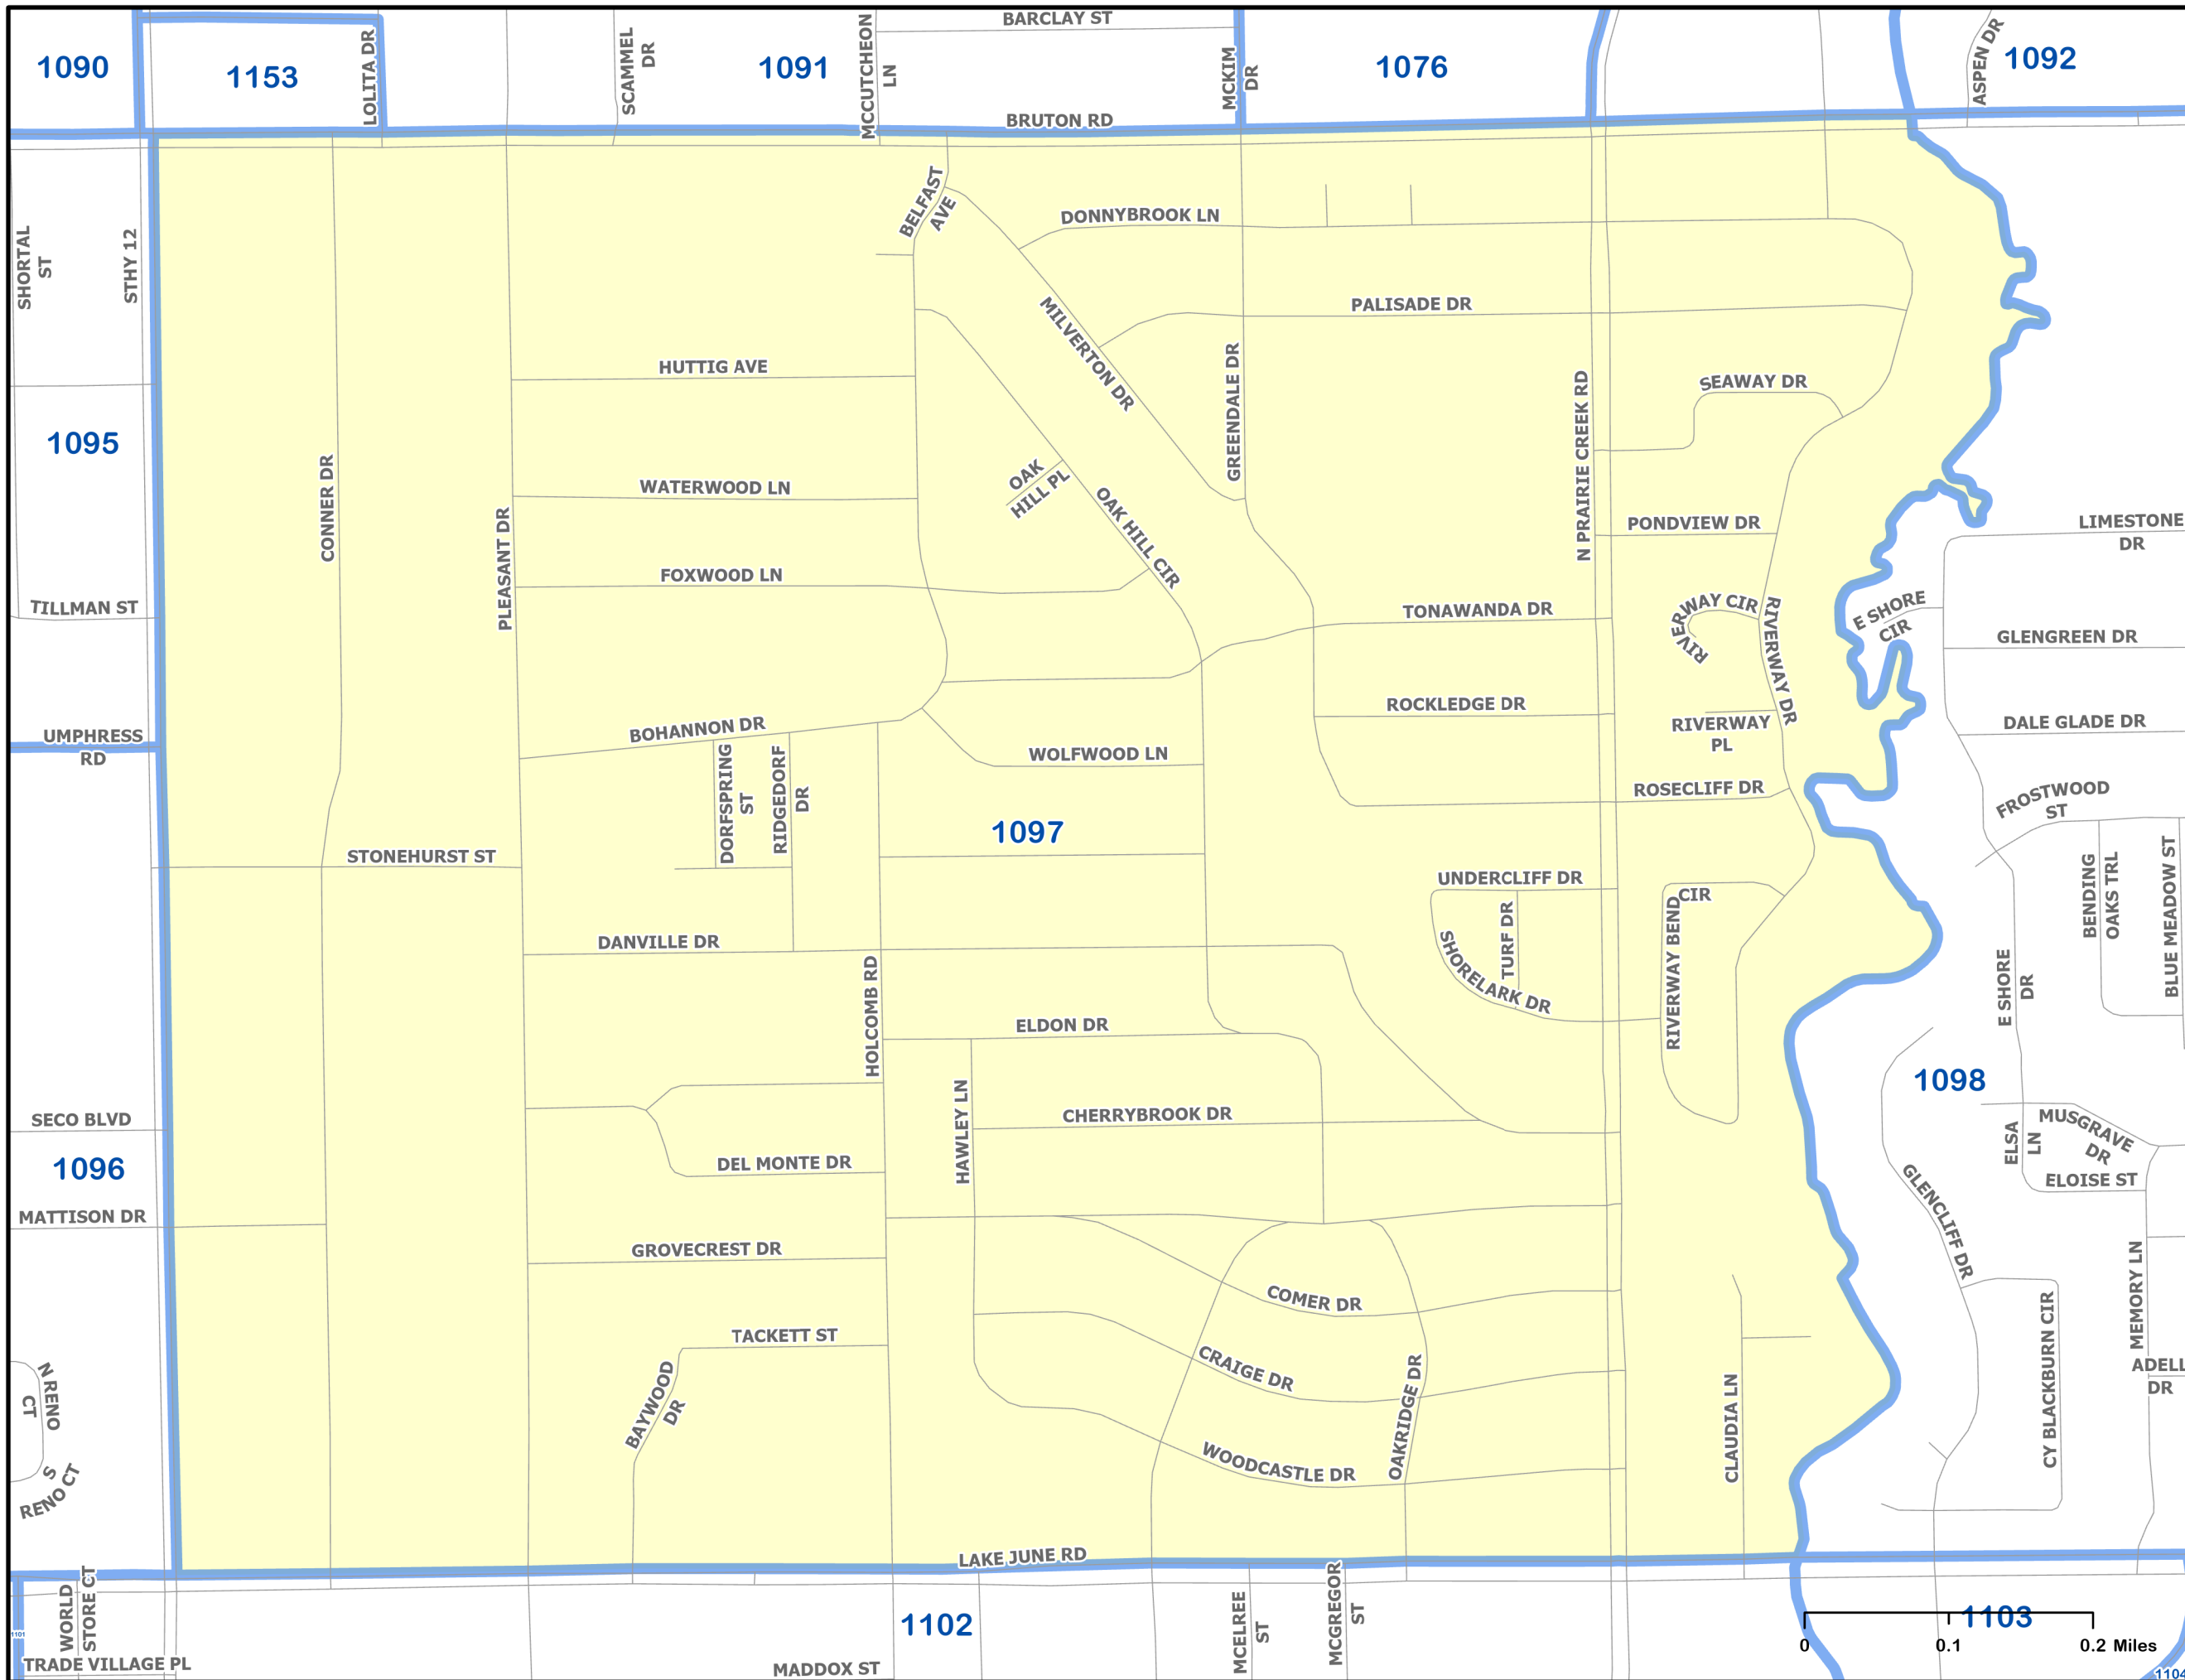 BARCLAY ST
1090
1153
LOLITA DR
SCAMMEL
DR
1091
MCCUTCHEON
LN
MCKIM
DR
1076
ASPEN DR
1092
BRUTON RD
SHORTAL
ST
STHY 12
BELFAST
AVE
DONNYBROOK LN
PALISADE DR
MILVERTON DR
HUTTIG AVE
GREENDALE DR
N PRAIRIE CREEK RD
SEAWAY DR
1095
CONNER DR
PLEASANT DR
WATERWOOD LN
OAK
HILL PL
OAK HILL CIR
PONDVIEW DR
LIMESTONE
DR
FOXWOOD LN
TILLMAN ST
TONAWANDA DR
RIVERWAY CIR
RIVERWAY DR
E SHORE
CIR
GLENGREEN DR
ROCKLEDGE DR
RIVERWAY
PL
DALE GLADE DR
UMPHRESS
RD
BOHANNON DR
DORFSPRING
ST
RIDGEDORF
DR
WOLFWOOD LN
ROSECLIFF DR
FROSTWOOD
ST
1097
STONEHURST ST
UNDERCLIFF DR
TURF DR
SHORELARK DR
RIVERWAY BEND
CIR
BENDING
OAKS TRL
BLUE MEADOW ST
DANVILLE DR
HOLCOMB RD
E SHORE
DR
ELDON DR
HAWLEY LN
1098
SECO BLVD
CHERRYBROOK DR
ELSA
LN
MUSGRAVE
DR
1096
DEL MONTE DR
ELOISE ST
MATTISON DR
GROVECREST DR
GLENCLIFF DR
MEMORY LN
COMER DR
CY BLACKBURN CIR
TACKETT ST
CRAIGE DR
OAKRIDGE DR
CLAUDIA LN
ADELL
DR
N RENO
CT
BAYWOOD
DR
WOODCASTLE DR
S
RENO CT
LAKE JUNE RD
WORLD
STORE CT
1102
MCELREE
ST
MCGREGOR
ST
1103
1101
0 0.1 0.2 Miles
TRADE VILLAGE PL
MADDOX ST
1104